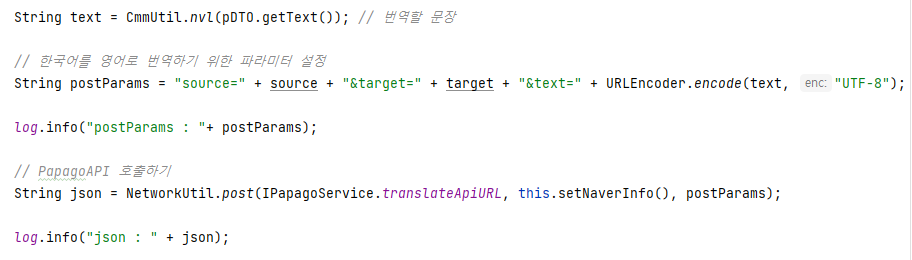 String text = CmmUtil.nvl(pDTO.getText()); // 번역할 문장
// 한국어를 영어로 번역하기 위한 파라미터 설정
String postParams = "source=" + source + "&target=" + target + "&text=" + URLEncoder.encode(text, enc: "UTF-8");
log.info("postParams : "+ postParams);
// PapagoAPI 호출하기
String json = NetworkUtil.post(IPapagoService.translateApiURL, this.setNaverInfo(), postParams);
log.info("json : " + json);